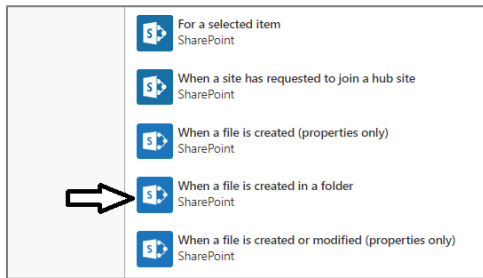 For a selected item
SharePoint
When a site has requested to join a hub site
SharePoint
When a file is created (properties only)
SharePoint
When a file is created in a folder
SharePoint
When a file is created or modified (properties only)
SharePoint